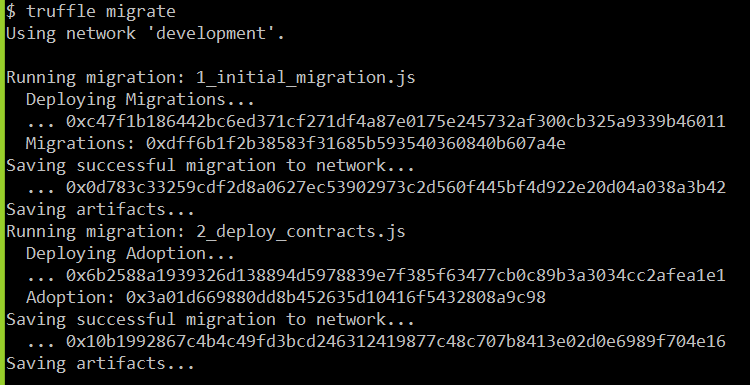 $ truffle migrate
Using network 'development'.
Running migration: 1_initial_migration.js
Deploying Migrations...
... 0xc47f1b186442bc6ed371cf271df4a87e0175e245732af300cb325a9339b46011
Migrations: 0xdff6b1f2b38583f31685b593540360840b607a4e
Saving successful migration to network...
... 0x0d783c33259cdf2d8a0627ec53902973c2d560f445bf4d922e20d04a038a3b42
Saving artifacts...
Running migration: 2_deploy_contracts.js
Deploying Adoption...
... 0x6b2588a1939326d138894d5978839e7f385f63477cb0c89b3a3034cc2afea1e1
Adoption: 0x3a01d669880dd8b452635d10416f5432808a9c98
Saving successful migration to network...
... 0x10b1992867c4b4c49fd3bcd246312419877c48c707b8413e02d0e6989f704e16
Saving artifacts...